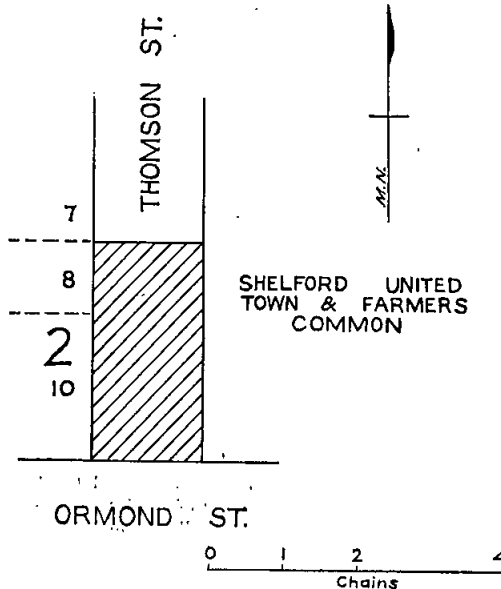 THOMSON ST.
M.N.
7
8
2
10
SHELFORD UNITED
TOWN & FARMERS
COMMON
ORMOND ST.
0 1 2 4
Chains